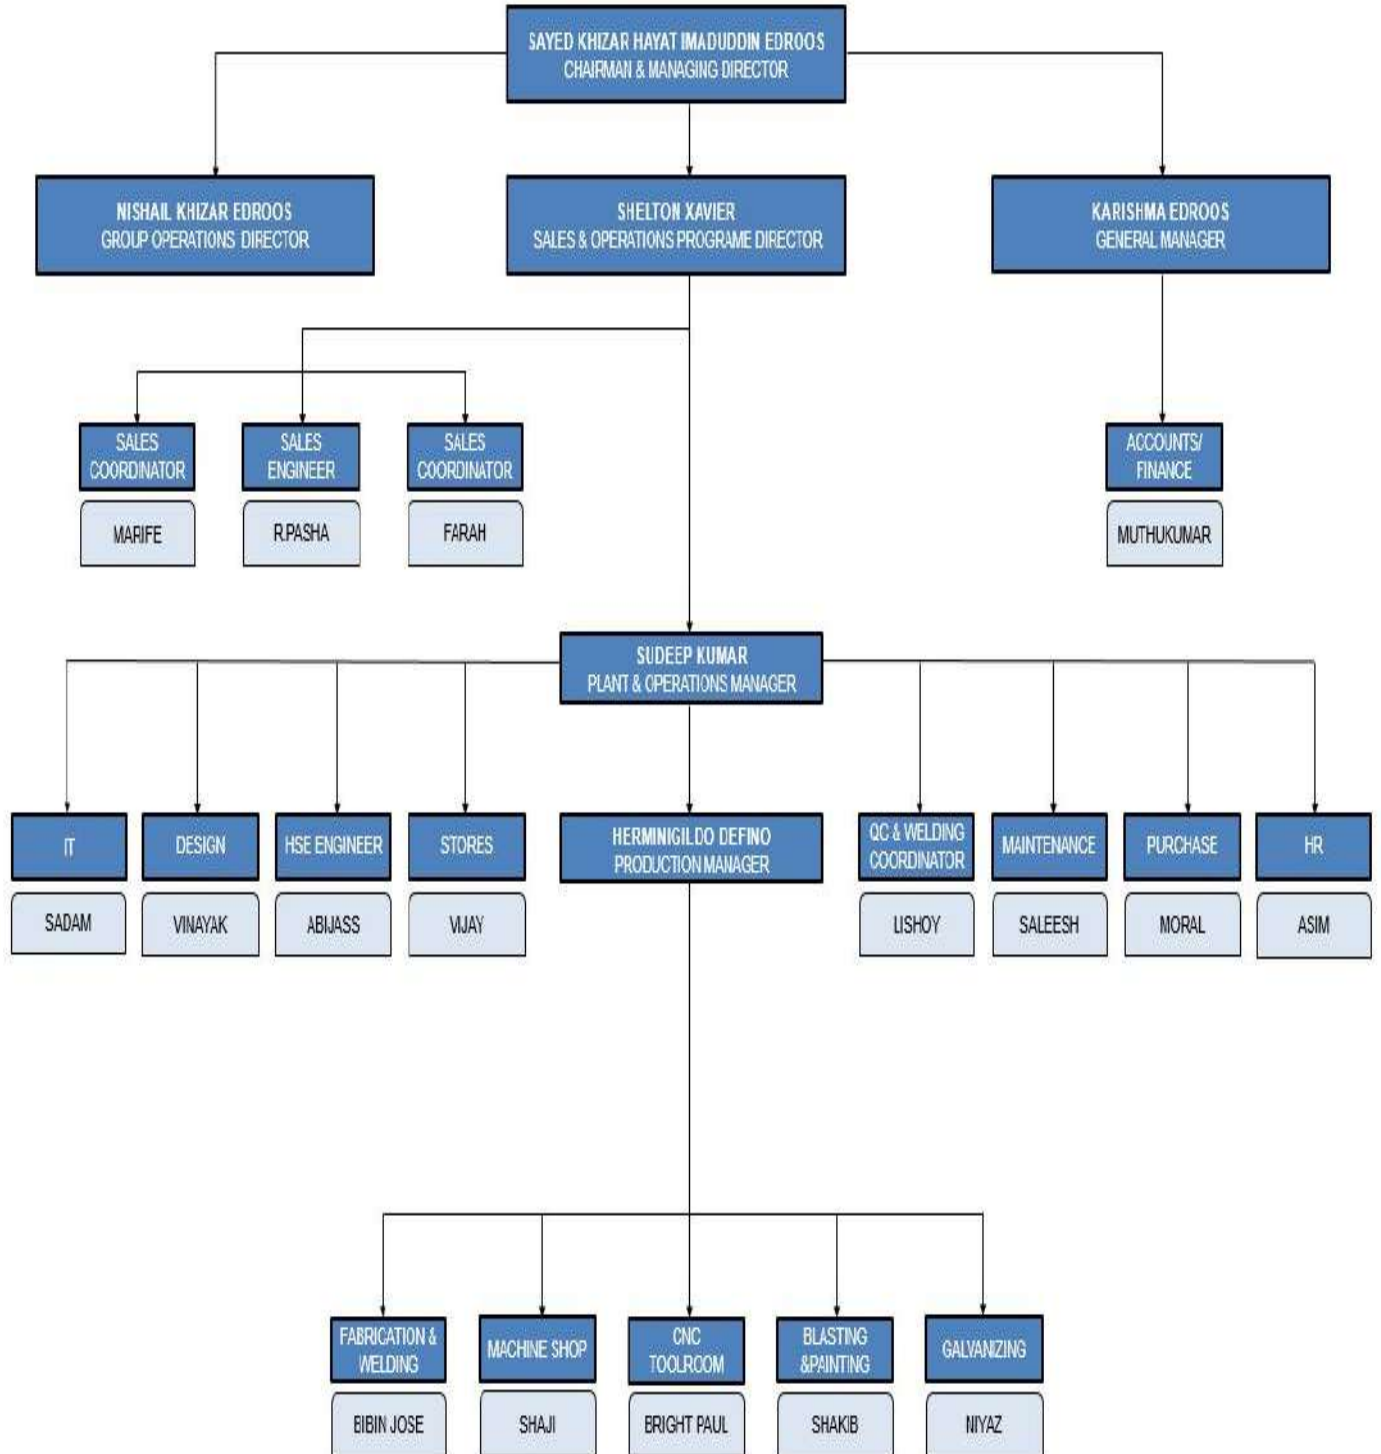 SAYED KHIZAR HAYAT IMADUDDIN EDROOS
CHAIRMAN & MANAGING DIRECTOR
NISHAIL KHIZAR EDROOS
GROUP OPERATIONS DIRECTOR
SHELTON XAVIER
SALES & OPERATIONS PROGRAME DIRECTOR
KARISHMA EDROOS
GENERAL MANAGER
SALES
COORDINATOR
MARIFE
SALES
ENGINEER
R.PASHA
SALES
COORDINATOR
FARAH
ACCOUNTS/
FINANCE
MUTHUKUMAR
SUDEEP KUMAR
PLANT & OPERATIONS MANAGER
IT
SADAM
DESIGN
VINAYAK
HSE ENGINEER
ABIJASS
STORES
VIJAY
HERMINIGILDO DEFINO
PRODUCTION MANAGER
QC & WELDING
COORDINATOR
LISHOY
MAINTENANCE
SALEESH
PURCHASE
MORAL
HR
ASIM
FABRICATION &
WELDING
BIBIN JOSE
MACHINE SHOP
SHAJI
CNC
TOOLROOM
BRIGHT PAUL
BLASTING
&PAINTING
SHAKIB
GALVANIZING
NIYAZ